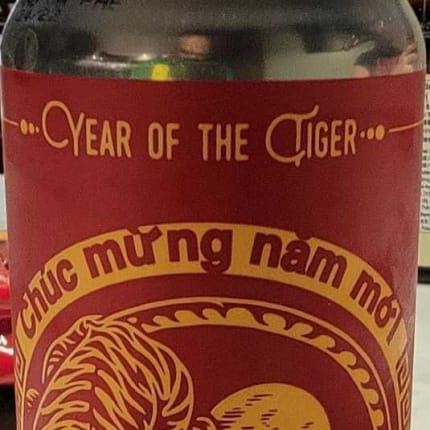 YEAR OF THE TIGER
chúc mừng năm mới